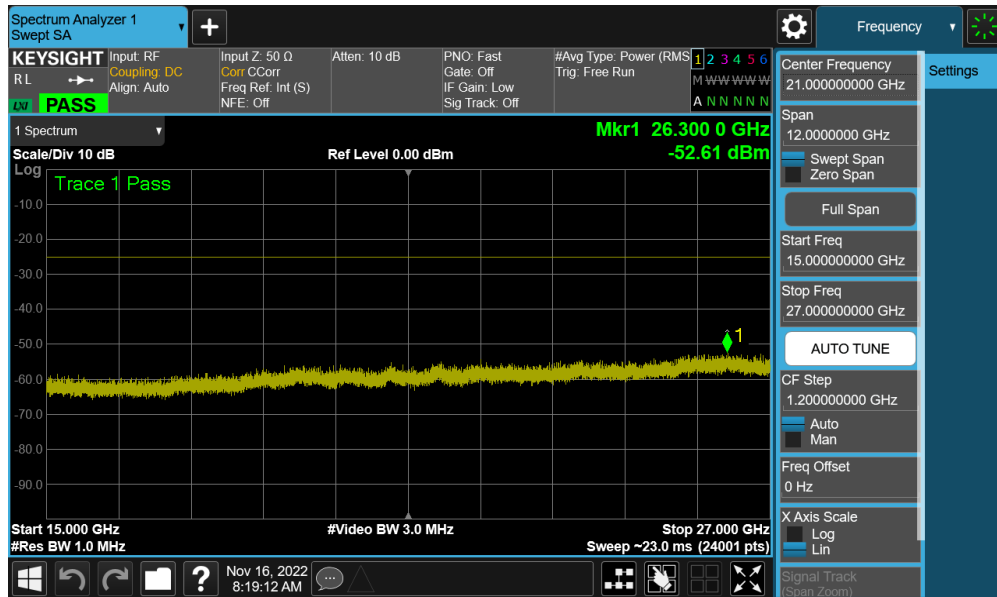 Spectrum Analyzer 1
Swept SA
+
Frequency
KEYSIGHT
R L
LXI PASS
Input: RF
Coupling: DC
Align: Auto
Input Z: 50 Ω
Corr CCorr
Freq Ref: Int (S)
NFE: Off
Atten: 10 dB
PNO: Fast
Gate: Off
IF Gain: Low
Sig Track: Off
#Avg Type: Power (RMS
Trig: Free Run
1 2 3 4 5 6
M W W W W W
A N N N N N
1 Spectrum
Scale/Div 10 dB
Ref Level 0.00 dBm
Mkr1 26.300 0 GHz
-52.61 dBm
Log
Trace 1 Pass
-10.0
-20.0
-30.0
-40.0
-50.0
-60.0
-70.0
-80.0
-90.0
1
Start 15.000 GHz
#Res BW 1.0 MHz
#Video BW 3.0 MHz
Stop 27.000 GHz
Sweep ~23.0 ms (24001 pts)
?
Nov 16, 2022
8:19:12 AM
Center Frequency
21.000000000 GHz
Span
12.0000000 GHz
Swept Span
Zero Span
Full Span
Start Freq
15.000000000 GHz
Stop Freq
27.000000000 GHz
AUTO TUNE
CF Step
1.200000000 GHz
Auto
Man
Freq Offset
0 Hz
X Axis Scale
Log
Lin
Signal Track
(Span Zoom)
Settings